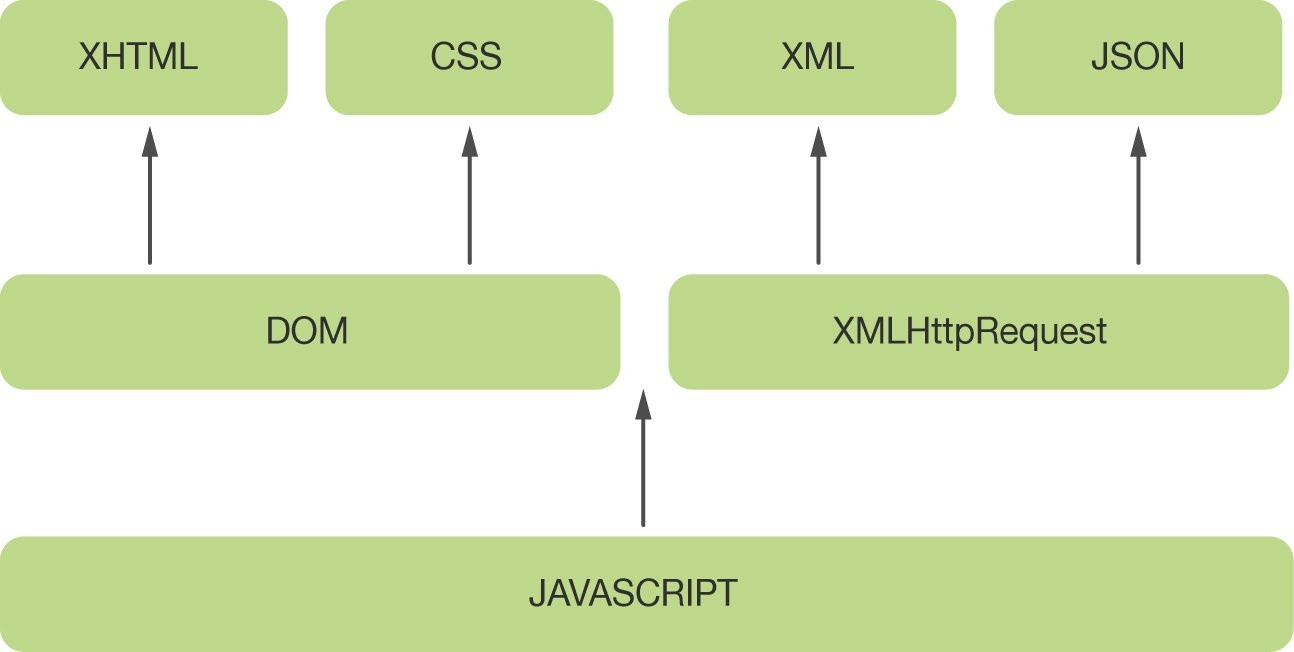 XHTML
CSS
XML
JSON
DOM
XMLHttpRequest
JAVASCRIPT